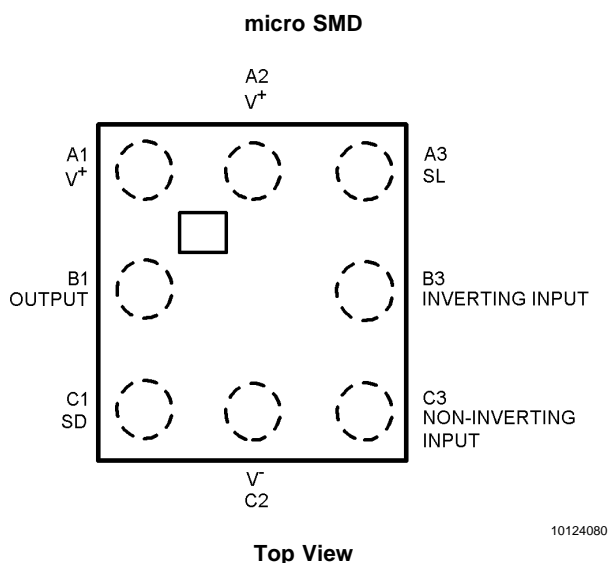 micro SMD
A2
V+
A1
V+
A3
SL
B1
OUTPUT
B3
INVERTING INPUT
C1
SD
C3
NON-INVERTING
INPUT
V-
C2
10124080
Top View